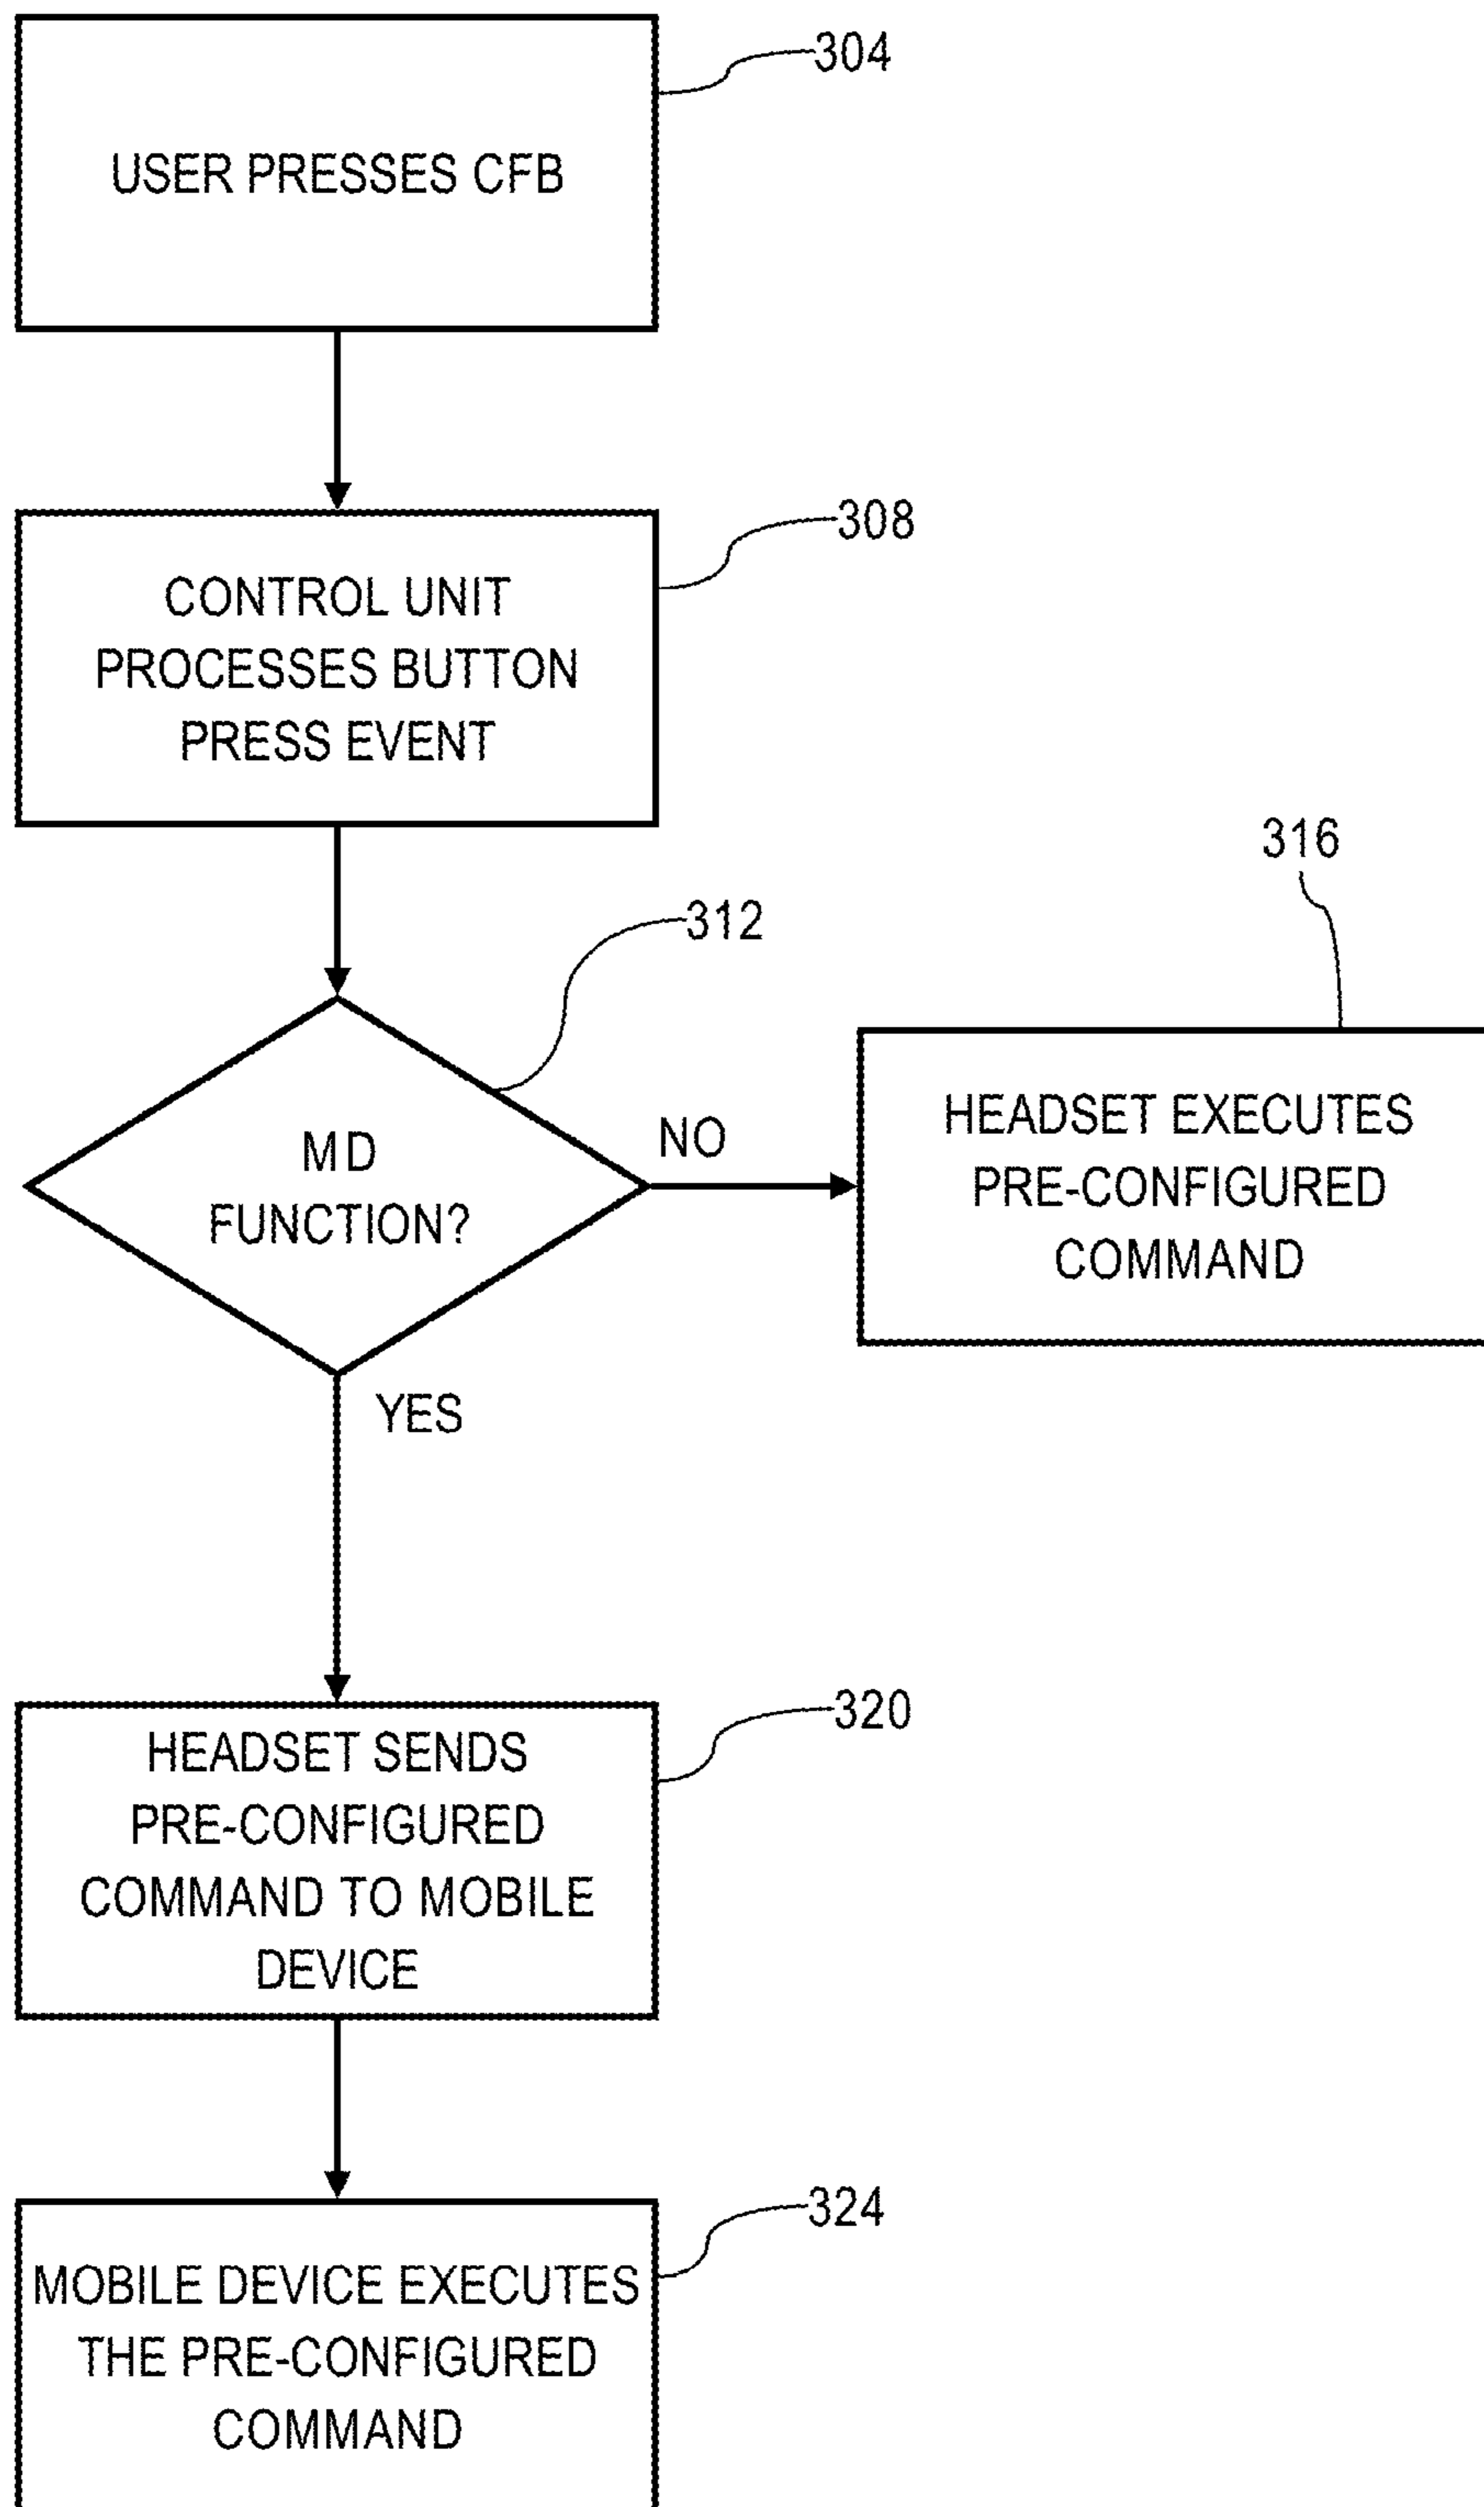 304
USER PRESSES CFB
308
CONTROL UNIT
PROCESSES BUTTON
PRESS EVENT
316
312
MD
FUNCTION?
NO
HEADSET EXECUTES
PRE-CONFIGURED
COMMAND
YES
320
HEADSET SENDS
PRE-CONFIGURED
COMMAND TO MOBILE
DEVICE
324
MOBILE DEVICE EXECUTES
THE PRE-CONFIGURED
COMMAND